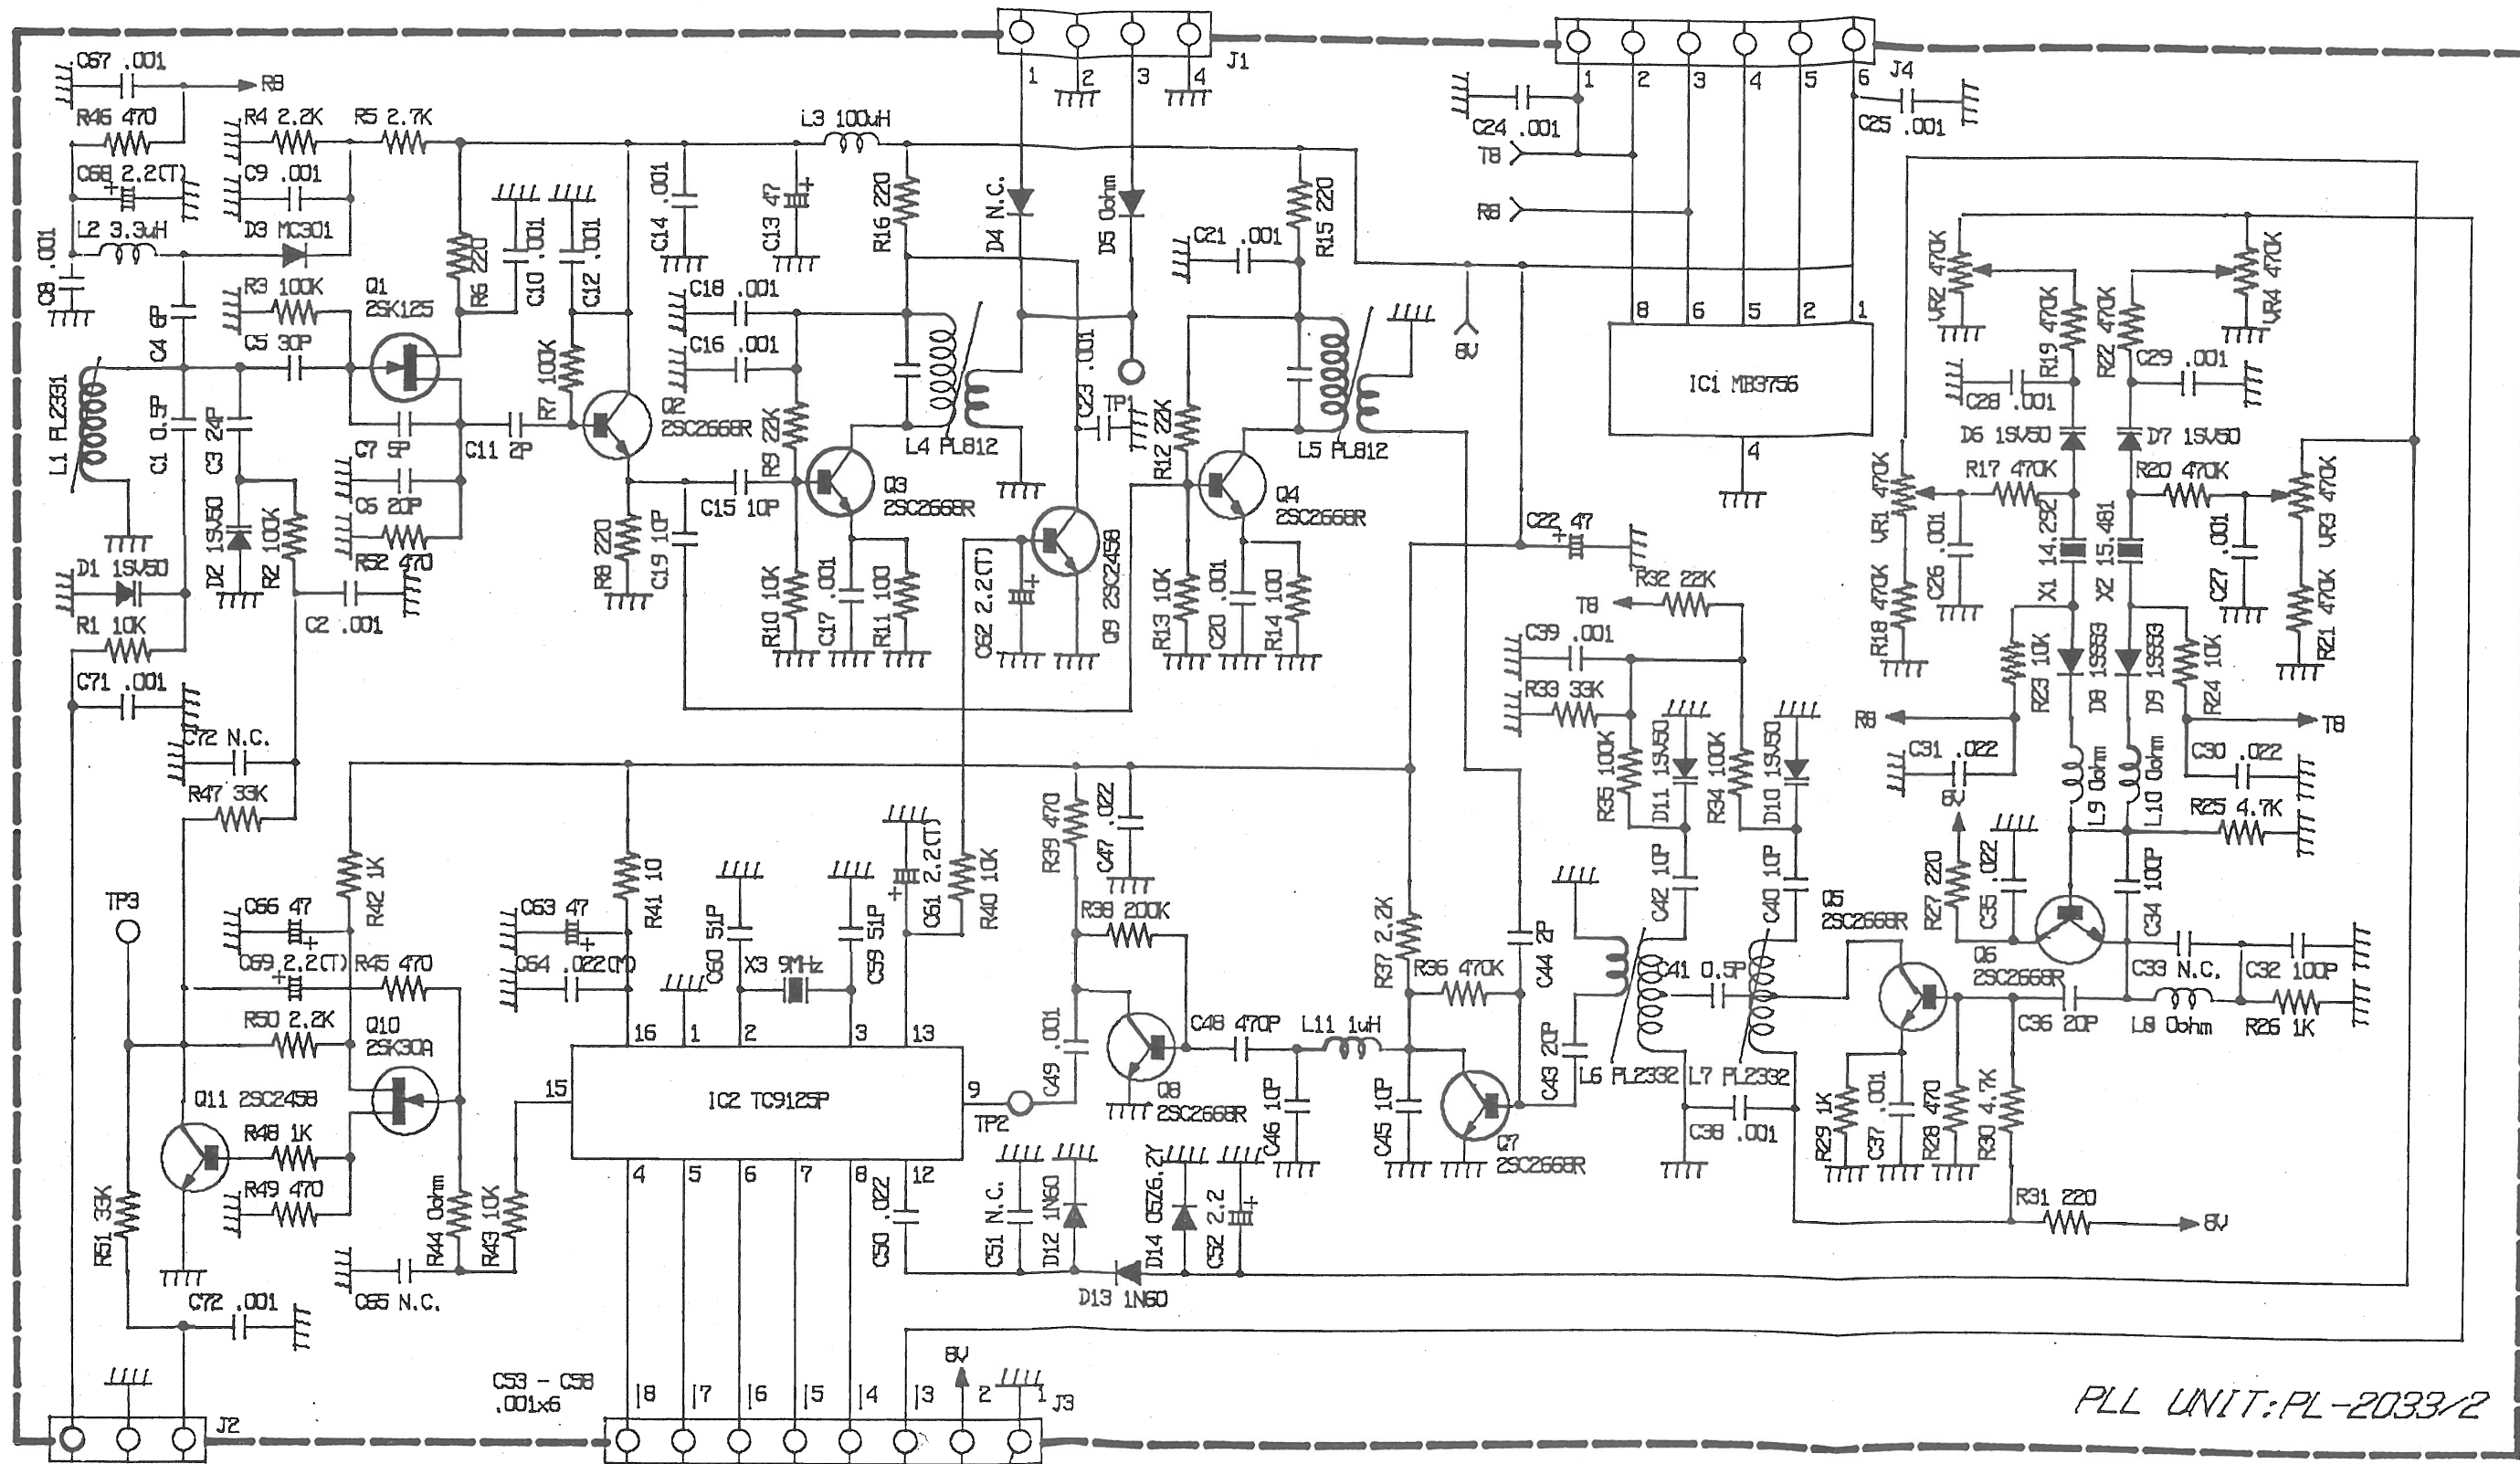 C67 .001
R8
R46 470
C68 2.2(T)
+
L2 3.3uH
C8 .001
R4 2.2K
R5 2.7K
C9 .001
D3 MC301
R3 100K
C5 30P
Q1
2SK125
C4
L1 PL2331
C1
C3 24P
C7 5P
C6 20P
R52 470
C11 2P
D1 1SV50
D2 1SV50
R2 100K
R1 10K
C2 .001
C71 .001
C72 N.C.
R47 33K
R6 220
C10 .001
C12 .001
R7 100K
Q2
2SC2668R
R8 220
C19 10P
C14 .001
C13 47
+
L3 100uH
R16 220
C18 .001
C16 .001
R9 22K
C15 10P
Q3
2SC2668R
R10 10K
C17 .001
R11 100
L4 PL812
J1
1
2
3
4
D4 N.C.
D5 0ohm
C23 .001
TP1
C62 2.2(T)
+
Q9 2SC2458
C21 .001
R15 220
R12 22K
L5 PL812
Q4
2SC2668R
R13 10K
C20 .001
R14 100
J4
1
2
3
4
5
6
C24 .001
C25 .001
T8
R8
8V
8
6
5
2
1
IC1 MB3756
4
C22 47
+
VR2 470K
VR4 470K
R19 470K
R22 470K
C28 .001
C29 .001
D6 1SV50
D7 1SV50
R17 470K
R20 470K
VR1 470K
VR3 470K
C26 .001
C27 .001
X1 14.292
X2 15.481
R18 470K
R21 470K
R23 10K
D8 1SS53
D9 1SS53
R24 10K
R8
T8
C31 .022
C30 .022
L9 0ohm
L10 0ohm
R25 4.7K
T8
R32 22K
C39 .001
R33 33K
R35 100K
D11 1SV50
R34 100K
D10 1SV50
C42 10P
C40 10P
8V
R27 220
C35 .022
C34 100P
Q5
2SC2668R
Q6
2SC2668R
C33 N.C.
C32 100P
C36 20P
L8 0ohm
R26 1K
R29 1K
C37 .001
R28 470
R30 4.7K
R31 220
8V
C41 0.5P
L6 PL2332
L7 PL2332
C38 .001
C44 2P
C43 20P
R37 2.2K
R36 470K
Q7
2SC2668R
C45 10P
C46 10P
L11 1uH
C48 470P
Q8
2SC2668R
R38 200K
R39 470
C47 .022
C49 .001
TP2
TP3
R42 1K
C66 47
+
C69 2.2(T)
+
R45 470
R50 2.2K
Q10
2SK30A
Q11 2SC2458
R48 1K
R49 470
R51 33K
R44 0ohm
R43 10K
C65 N.C.
C72 .001
C63 47
+
C64 .022(M)
R41 10
C60 51P
X3 9MHz
C59 51P
C61 2.2(T)
+
R40 10K
16
1
2
3
13
15
IC2 TC9125P
9
4
5
6
7
8
12
C50 .022
C51 N.C.
D12 1N60
D14 05Z6.2Y
C52 2.2
+
D13 1N60
C53 - C58
.001x6
8V
8
7
6
5
4
3
2
1
J3
J2
PLL UNIT:PL-2033/2